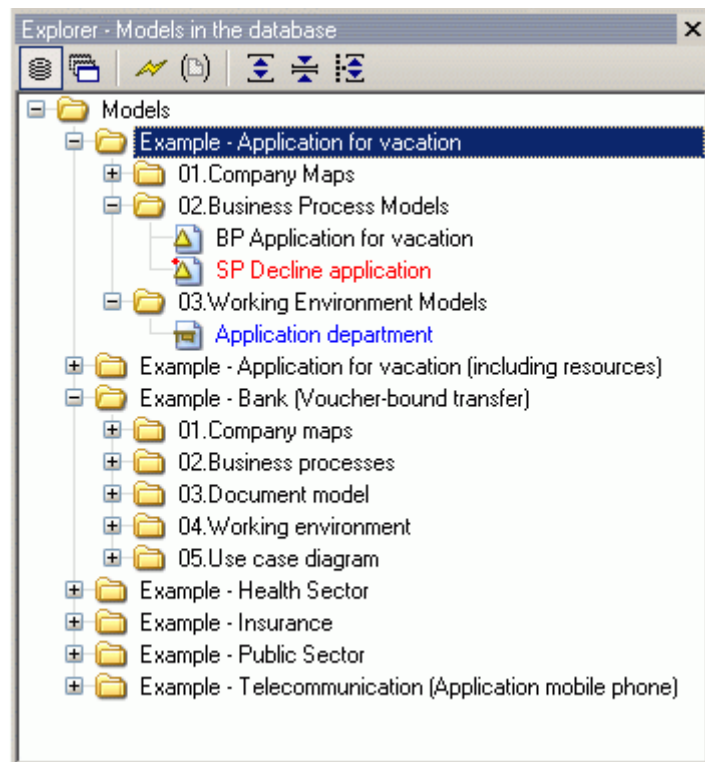 Explorer - Models in the database
Models
Example - Application for vacation
01.Company Maps
02.Business Process Models
BP Application for vacation
SP Decline application
03.Working Environment Models
Application department
Example - Application for vacation (including resources)
Example - Bank (Voucher-bound transfer)
01.Company maps
02.Business processes
03.Document model
04.Working environment
05.Use case diagram
Example - Health Sector
Example - Insurance
Example - Public Sector
Example - Telecommunication (Application mobile phone)